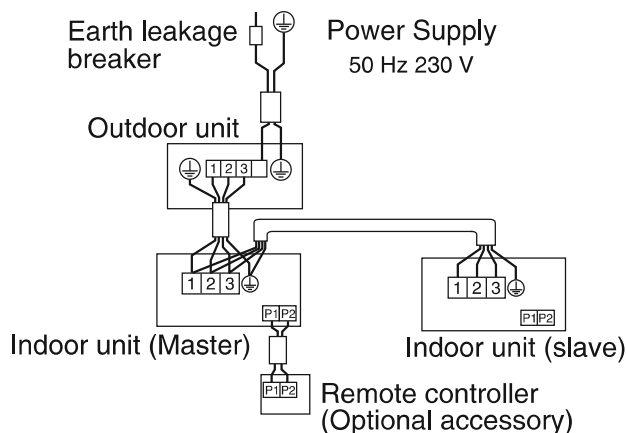 Earth leakage
breaker
Power Supply
50 Hz 230 V
Outdoor unit
1 2 3
1 2 3
P1 P2
Indoor unit (Master)
1 2 3
P1 P2
Indoor unit (slave)
P1 P2
Remote controller
(Optional accessory)